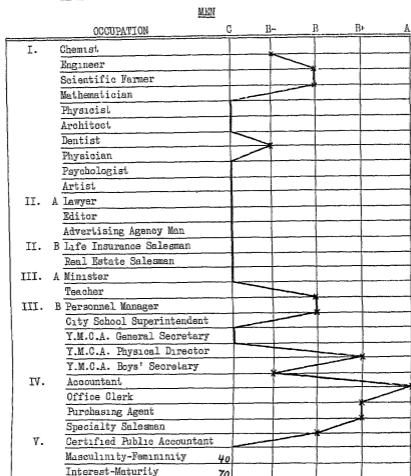 MEN
OCCUPATION C B- B B+ A
I. Chemist
Engineer
Scientific Farmer
Mathematician
Physicist
Architect
Dentist
Physician
Psychologist
Artist
II. A Lawyer
Editor
Advertising Agency Man
II. B Life Insurance Salesman
Real Estate Salesman
III. A Minister
Teacher
III. B Personnel Manager
City School Superintendent
Y.M.C.A. General Secretary
Y.M.C.A. Physical Director
Y.M.C.A. Boys' Secretary
IV. Accountant
Office Clerk
Purchasing Agent
Specialty Salesman
V. Certified Public Accountant
Masculinity-Femininity 40
Interest-Maturity 70